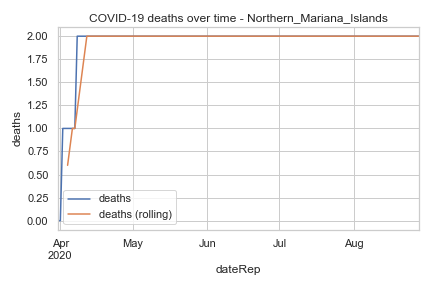 COVID-19 deaths over time - Northern_Mariana_Islands
2.00
1.75
1.50
1.25
1.00
0.75
0.50
0.25
0.00
deaths
deaths
deaths (rolling)
Apr
2020
May
Jun
Jul
Aug
dateRep